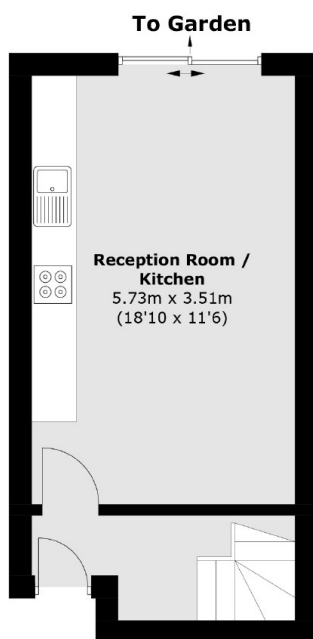 To Garden
Reception Room /
Kitchen
5.73m x 3.51m
(18'10 x 11'6)